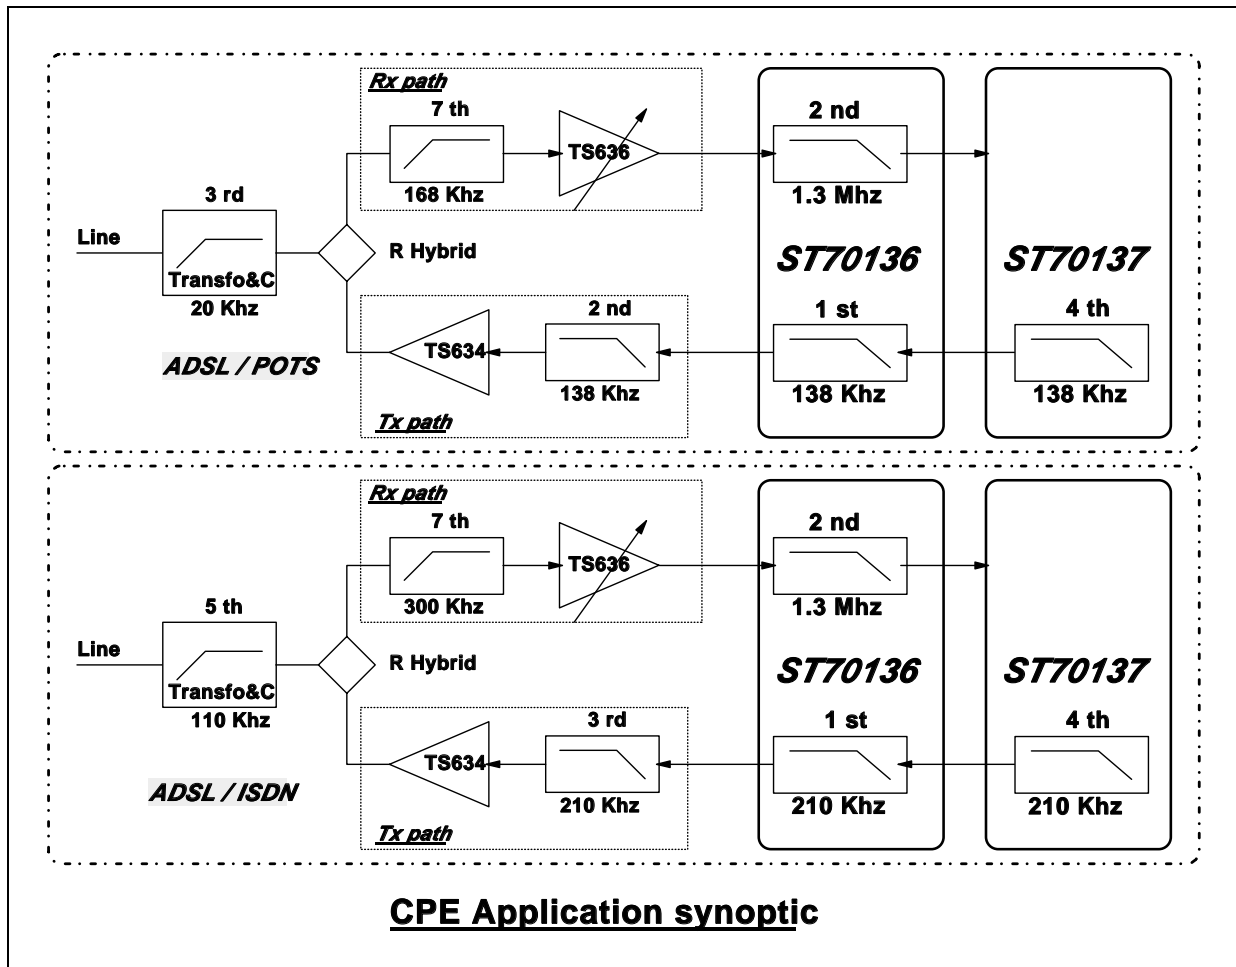 Rx path
7 th
TS636
168 Khz
2 nd
1.3 Mhz
3 rd
Line
Transfo&C
20 Khz
R Hybrid
ST70136
ST70137
ADSL / POTS
TS634
2 nd
138 Khz
Tx path
1 st
138 Khz
4 th
138 Khz
Rx path
7 th
TS636
300 Khz
2 nd
1.3 Mhz
5 th
Line
Transfo&C
110 Khz
R Hybrid
ST70136
ST70137
ADSL / ISDN
TS634
3 rd
210 Khz
Tx path
1 st
210 Khz
4 th
210 Khz
CPE Application synoptic